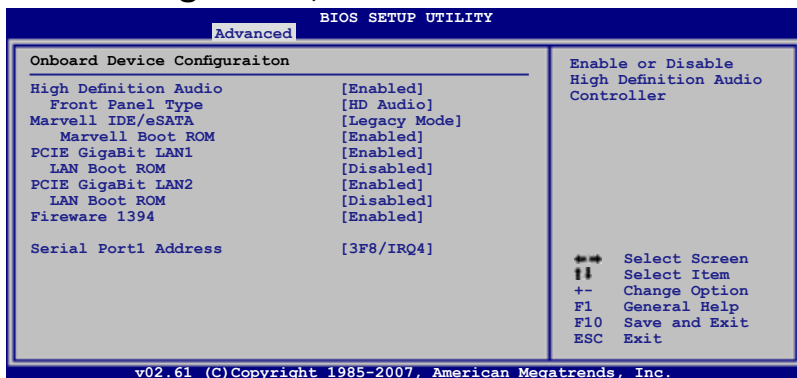 BIOS SETUP UTILITY
Advanced
Onboard Device Configuraiton
High Definition Audio [Enabled]
Front Panel Type [HD Audio]
Marvell IDE/eSATA [Legacy Mode]
Marvell Boot ROM [Enabled]
PCIE GigaBit LAN1 [Enabled]
LAN Boot ROM [Disabled]
PCIE GigaBit LAN2 [Enabled]
LAN Boot ROM [Disabled]
Fireware 1394 [Enabled]
Serial Port1 Address [3F8/IRQ4]
Enable or Disable
High Definition Audio
Controller
Select Screen
Select Item
+- Change Option
F1 General Help
F10 Save and Exit
ESC Exit
v02.61 (C)Copyright 1985-2007, American Megatrends, Inc.